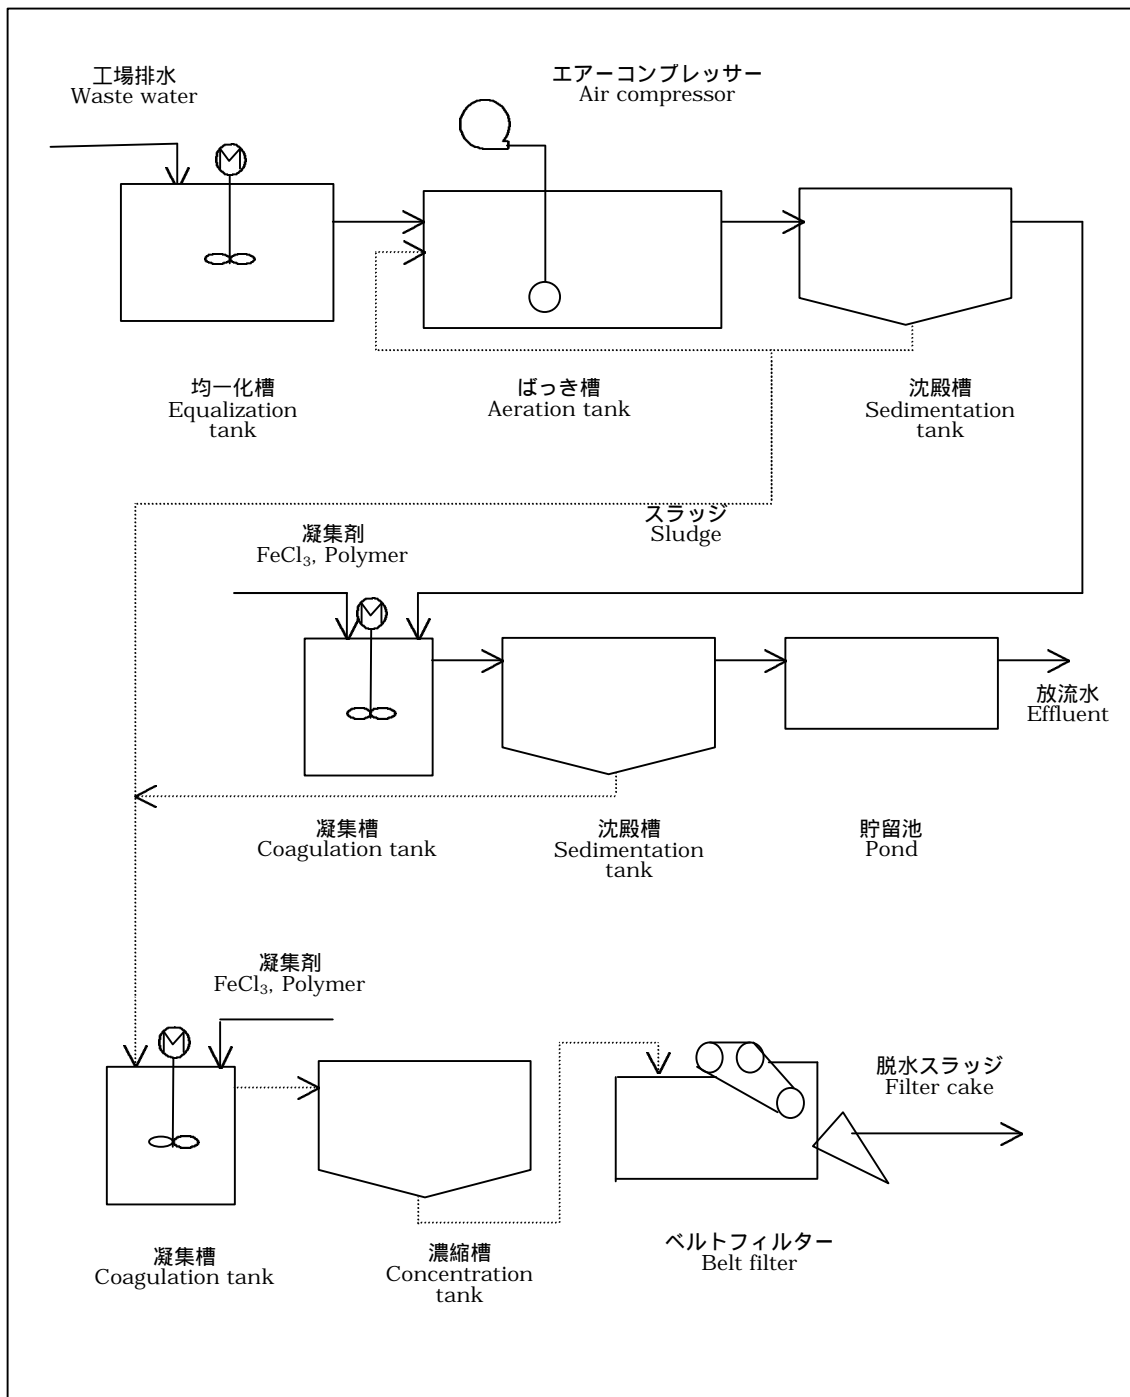 工場排水
Waste water
エアーコンプレッサー
Air compressor
M
均一化槽
Equalization
tank
ばっき槽
Aeration tank
沈殿槽
Sedimentation
tank
スラッジ
Sludge
凝集剤
FeCl₃, Polymer
M
放流水
Effluent
凝集槽
Coagulation tank
沈殿槽
Sedimentation
tank
貯留池
Pond
凝集剤
FeCl₃, Polymer
M
脱水スラッジ
Filter cake
凝集槽
Coagulation tank
濃縮槽
Concentration
tank
ベルトフィルター
Belt filter